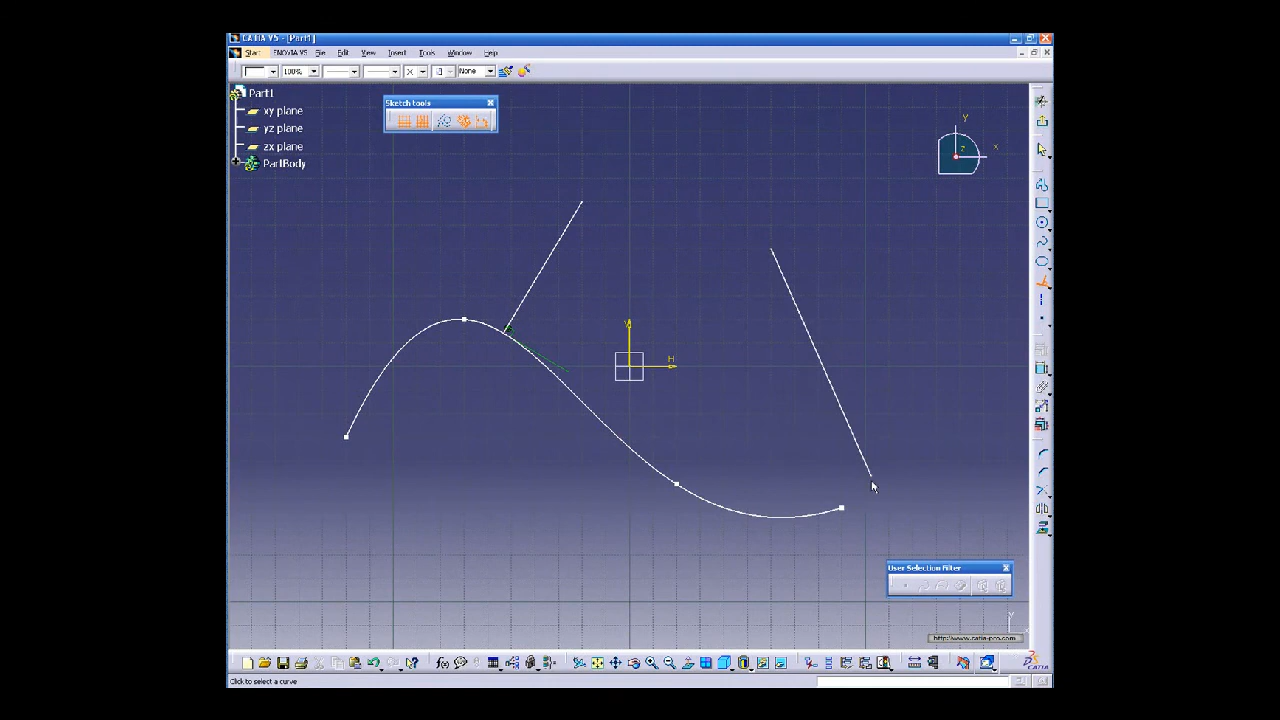 CATIA V5 - [Part1]
Start ENOVIA V5 File Edit View Insert Tools Window Help
100% None
Part1
xy plane
yz plane
zx plane
PartBody
Sketch tools
Y
x
z
V
H
User Selection Filter
Y
http://www.catia-pro.com
CATIA
Click to select a curve